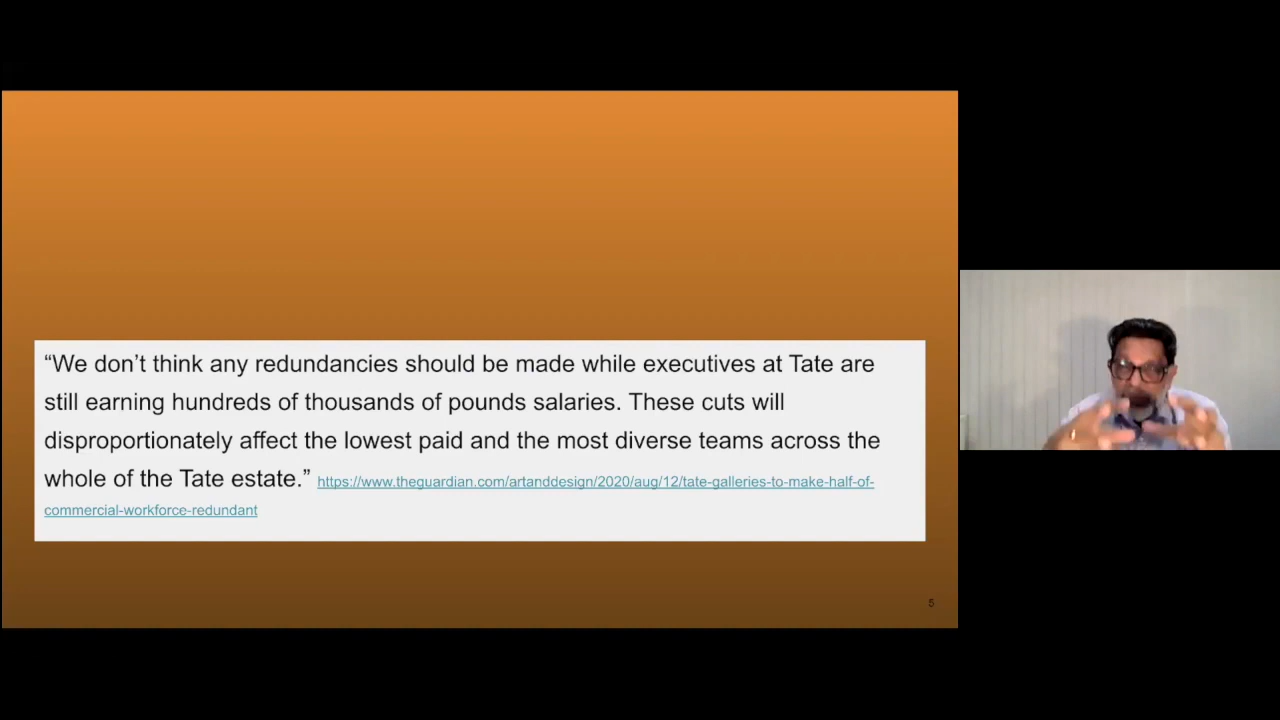 “We don’t think any redundancies should be made while executives at Tate are
still earning hundreds of thousands of pounds salaries. These cuts will
disproportionately affect the lowest paid and the most diverse teams across the
whole of the Tate estate.” https://www.theguardian.com/artanddesign/2020/aug/12/tate-galleries-to-make-half-of-
commercial-workforce-redundant
5